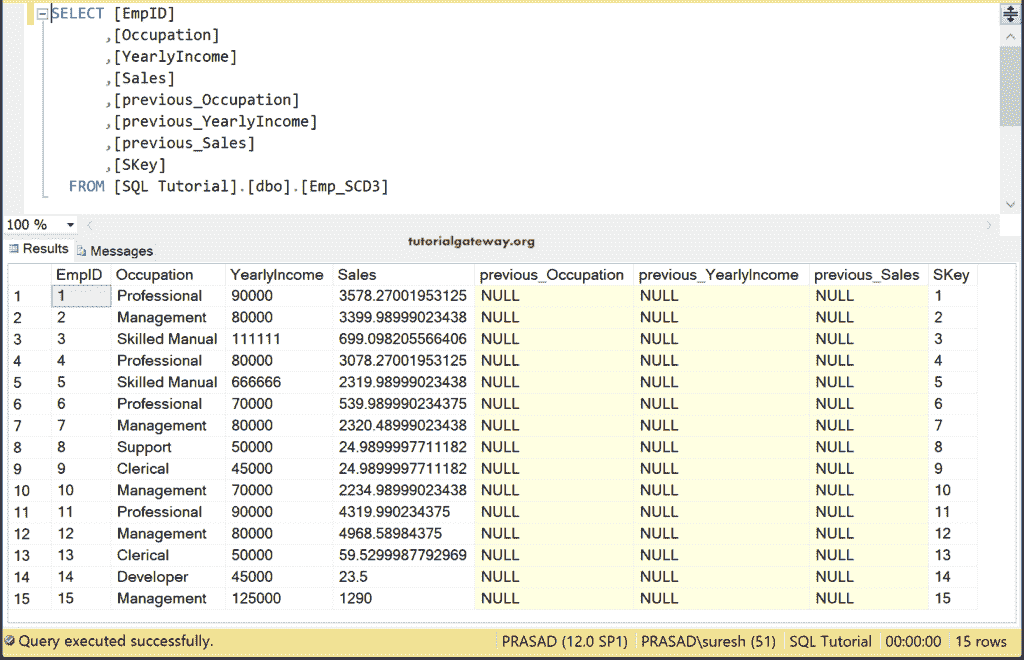 SELECT [EmpID]
,[Occupation]
,[YearlyIncome]
,[Sales]
,[previous_Occupation]
,[previous_YearlyIncome]
,[previous_Sales]
,[SKey]
FROM [SQL Tutorial].[dbo].[Emp_SCD3]
100 %
tutorialgateway.org
Results Messages
EmpID Occupation YearlyIncome Sales previous_Occupation previous_YearlyIncome previous_Sales SKey
1 1 Professional 90000 3578.27001953125 NULL NULL NULL 1
2 2 Management 80000 3399.98999023438 NULL NULL NULL 2
3 3 Skilled Manual 111111 699.098205566406 NULL NULL NULL 3
4 4 Professional 80000 3078.27001953125 NULL NULL NULL 4
5 5 Skilled Manual 666666 2319.98999023438 NULL NULL NULL 5
6 6 Professional 70000 539.989990234375 NULL NULL NULL 6
7 7 Management 80000 2320.48999023438 NULL NULL NULL 7
8 8 Support 50000 24.9899997711182 NULL NULL NULL 8
9 9 Clerical 45000 24.9899997711182 NULL NULL NULL 9
10 10 Management 70000 2234.98999023438 NULL NULL NULL 10
11 11 Professional 90000 4319.990234375 NULL NULL NULL 11
12 12 Management 80000 4968.58984375 NULL NULL NULL 12
13 13 Clerical 50000 59.5299987792969 NULL NULL NULL 13
14 14 Developer 45000 23.5 NULL NULL NULL 14
15 15 Management 125000 1290 NULL NULL NULL 15
Query executed successfully. PRASAD (12.0 SP1) PRASAD\suresh (51) SQL Tutorial 00:00:00 15 rows